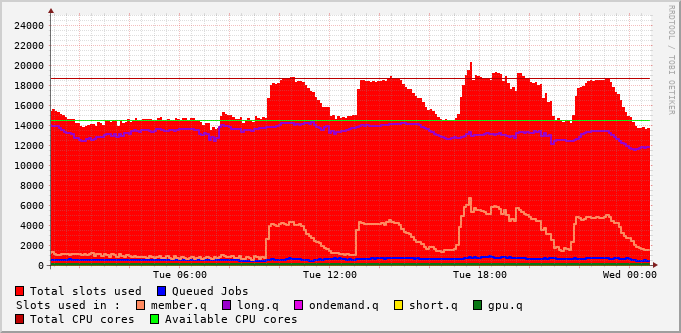 24000
22000
20000
18000
16000
14000
12000
10000
8000
6000
4000
2000
0
Tue 06:00 Tue 12:00 Tue 18:00 Wed 00:00
RRDTOOL / TOBI OETIKER
Total slots used Queued Jobs
Slots used in : member.q long.q ondemand.q short.q gpu.q
Total CPU cores Available CPU cores